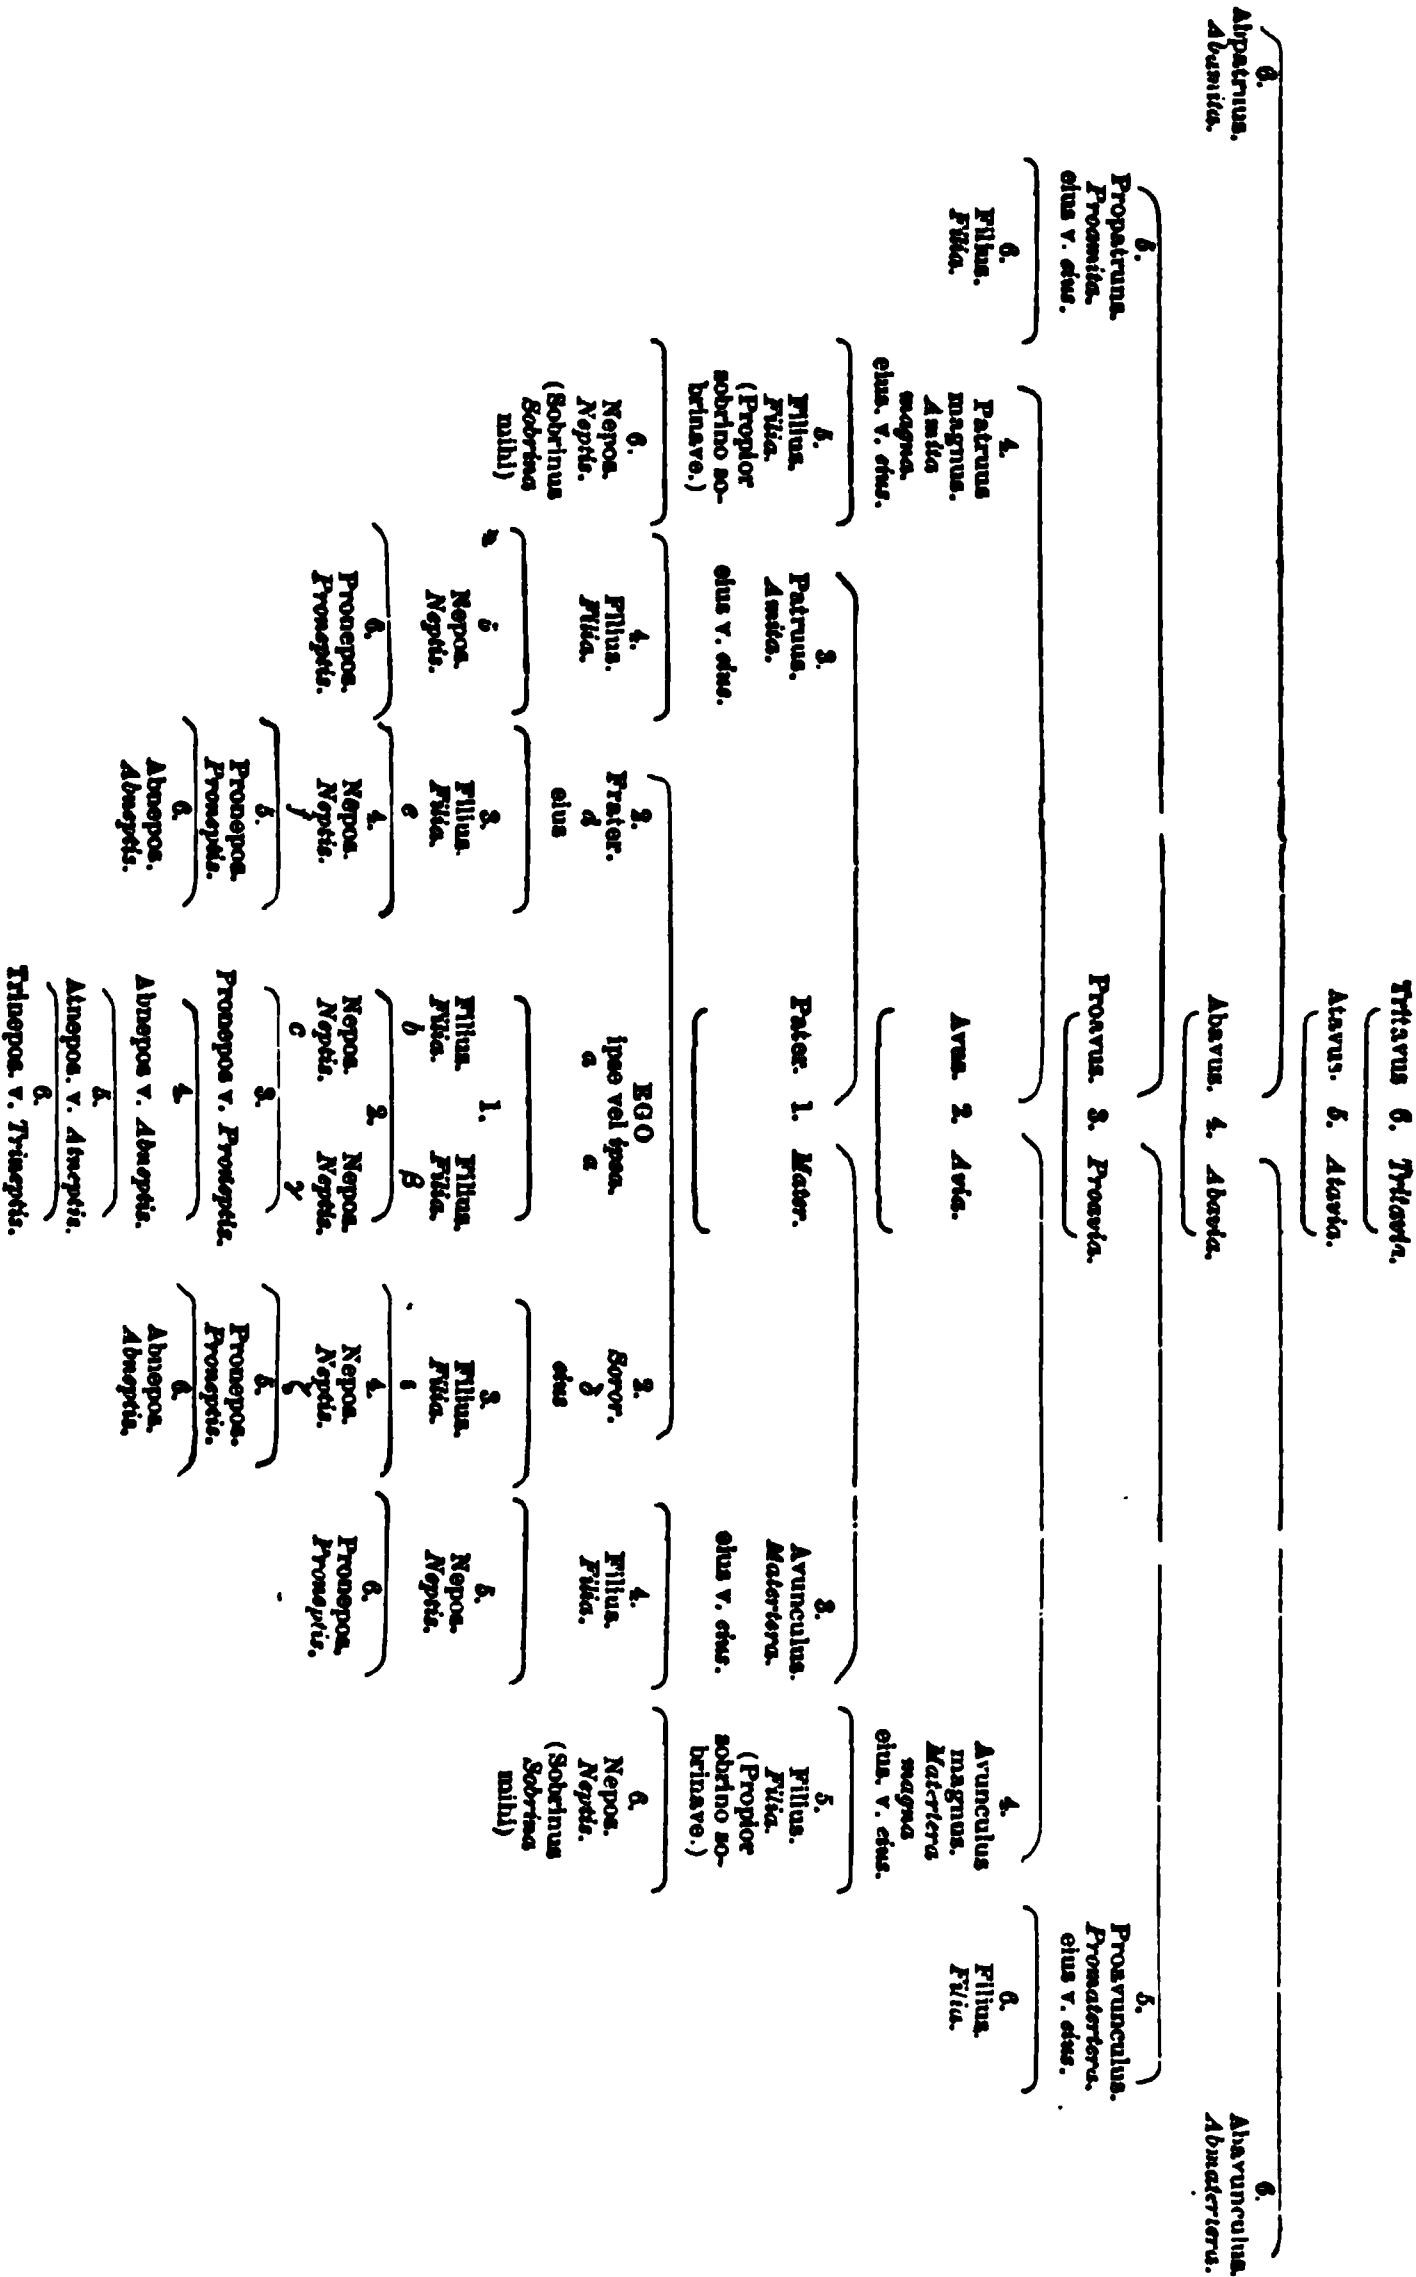 Tritavus 6. Tritavia.
Atavus. 5. Atavia.
Abavus. 4. Abavia.
6.
Abpatruus.
Abamita.
6.
Abavunculus.
Abmatertera.
Proavus. 3. Proavia.
5.
Propatruus.
Proamita.
eius v. eius.
5.
Proavunculus.
Promatertera.
eius v. eius.
Avus. 2. Avia.
6.
Filius.
Filia.
4.
Patruus
magnus.
Amita
magna.
eius. v. eius.
4.
Avunculus
magnus.
Matertera
magna
eius. v. eius.
6.
Filius.
Filia.
Pater. 1. Mater.
5.
Filius.
Filia.
(Propior
sobrino so-
brinave.)
3.
Patruus.
Amita.
eius v. eius.
3.
Avunculus.
Matertera.
eius v. eius.
5.
Filius.
Filia.
(Propior
sobrino so-
brinave.)
EGO
ipse vel ipsa.
a α
6.
Nepos.
Neptis.
(Sobrinus
Sobrina
mihi)
4.
Filius.
Filia.
2.
Frater.
d
eius
2.
Soror.
δ
eius
4.
Filius.
Filia.
6.
Nepos.
Neptis.
(Sobrinus
Sobrina
mihi)
5
Nepos.
Neptis.
3.
Filius.
Filia.
e
1.
Filius. Filius.
Filia. Filia.
b β
3.
Filius.
Filia.
ε
5.
Nepos.
Neptis.
6.
Pronepos.
Proneptis.
4.
Nepos.
Neptis.
f
2.
Nepos. Nepos.
Neptis. Neptis.
c γ
4.
Nepos.
Neptis.
ζ
6.
Pronepos.
Proneptis.
5.
Pronepos.
Proneptis.
3.
Pronepos v. Proneptis.
5.
Pronepos.
Proneptis.
6.
Abnepos.
Abneptis.
4.
Abnepos v. Abneptis.
6.
Abnepos.
Abneptis.
5.
Atnepos. v. Atneptis.
6.
Trinepos. v. Trineptis.